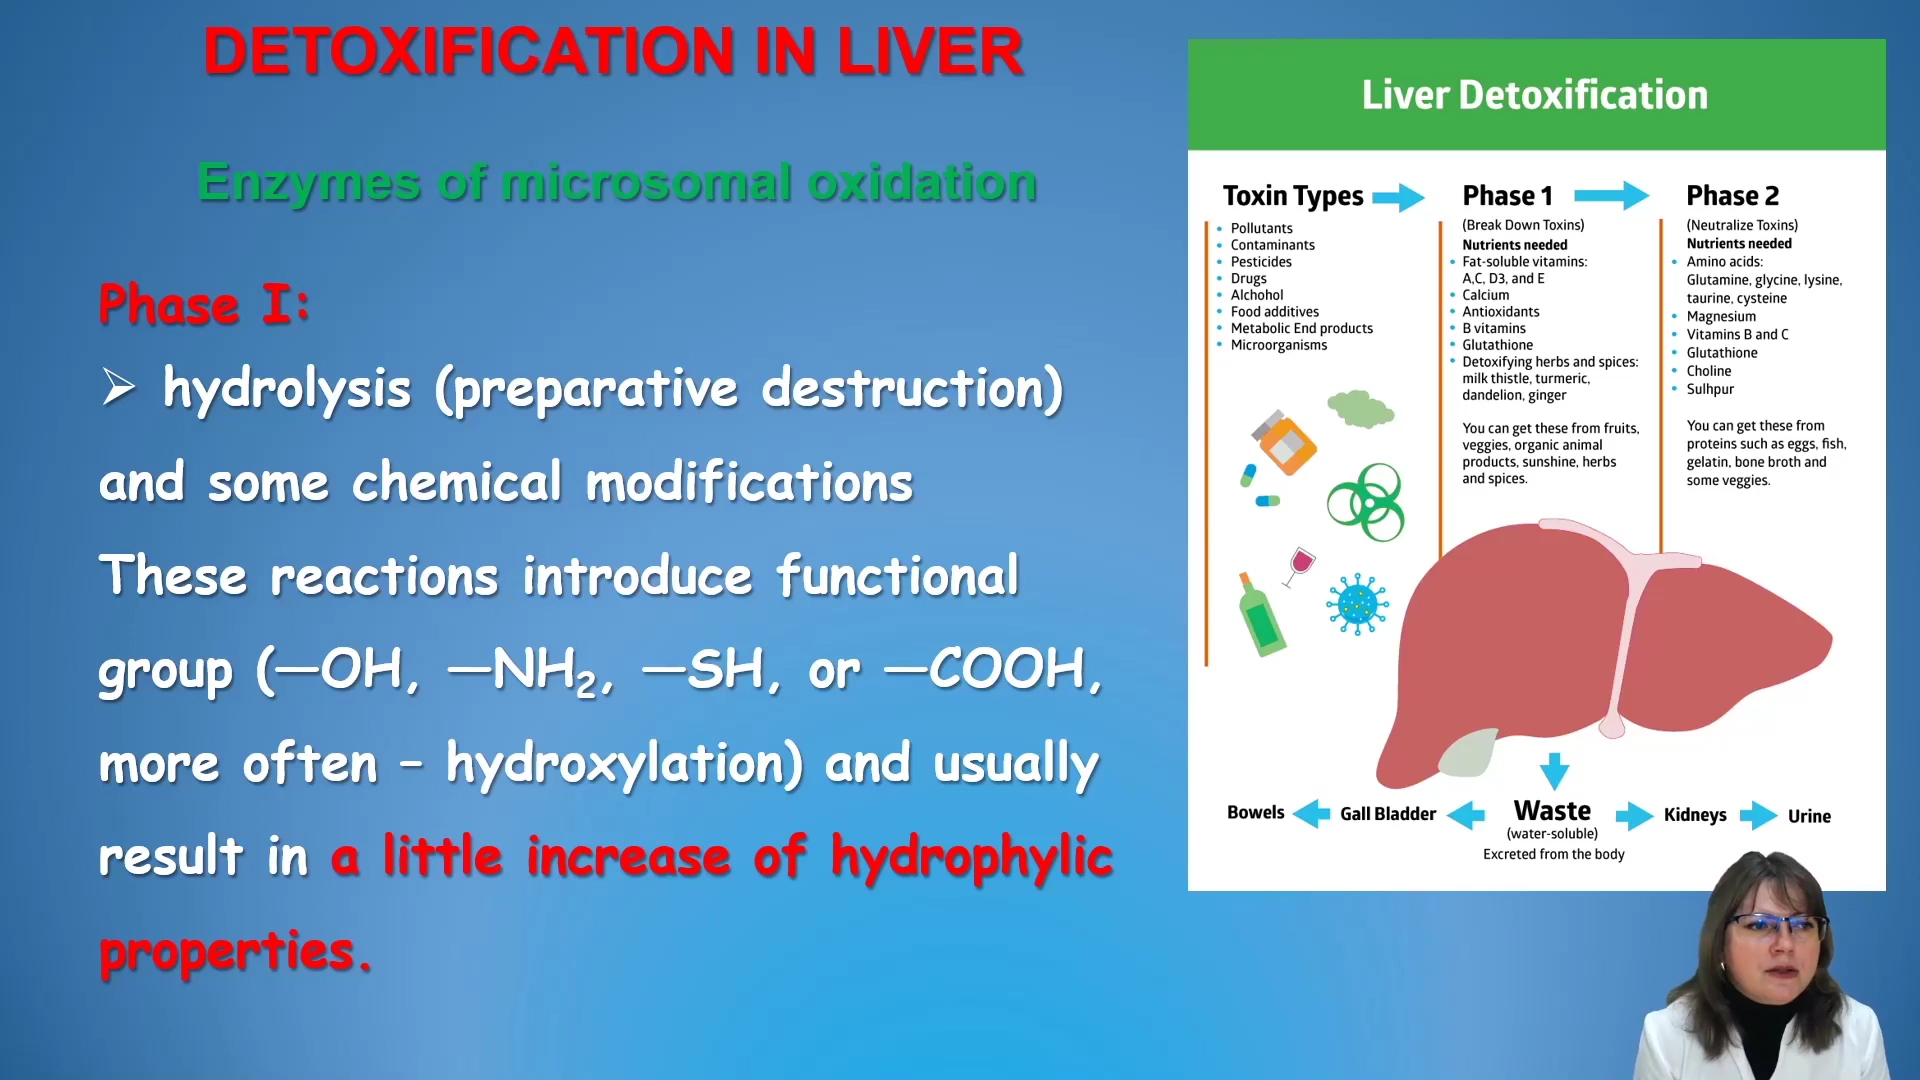 DETOXIFICATION IN LIVER
Enzymes of microsomal oxidation
Phase I:
➢ hydrolysis (preparative destruction)
and some chemical modifications
These reactions introduce functional
group (—OH, —NH₂, —SH, or —COOH,
more often – hydroxylation) and usually
result in a little increase of hydrophylic
properties.
Liver Detoxification
Toxin Types
• Pollutants
• Contaminants
• Pesticides
• Drugs
• Alchohol
• Food additives
• Metabolic End products
• Microorganisms
Phase 1
(Break Down Toxins)
Nutrients needed
• Fat-soluble vitamins:
A,C, D3, and E
• Calcium
• Antioxidants
• B vitamins
• Glutathione
• Detoxifying herbs and spices:
milk thistle, turmeric,
dandelion, ginger
You can get these from fruits,
veggies, organic animal
products, sunshine, herbs
and spices.
Phase 2
(Neutralize Toxins)
Nutrients needed
• Amino acids:
Glutamine, glycine, lysine,
taurine, cysteine
• Magnesium
• Vitamins B and C
• Glutathione
• Choline
• Sulhpur
You can get these from
proteins such as eggs, fish,
gelatin, bone broth and
some veggies.
Bowels
Gall Bladder
Waste
(water-soluble)
Excreted from the body
Kidneys
Urine